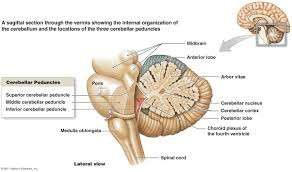 A sagittal section through the vermis showing the internal organization of
the cerebellum and the locations of the three cerebellar peduncles
Midbrain
Anterior lobe
Cerebellar Peduncles
Superior cerebellar peduncle
Middle cerebellar peduncle
Inferior cerebellar peduncle
Pons
Arbor vitae
Cerebellar nucleus
Cerebellar cortex
Posterior lobe
Choroid plexus of
the fourth ventricle
Medulla oblongata
Spinal cord
Lateral view